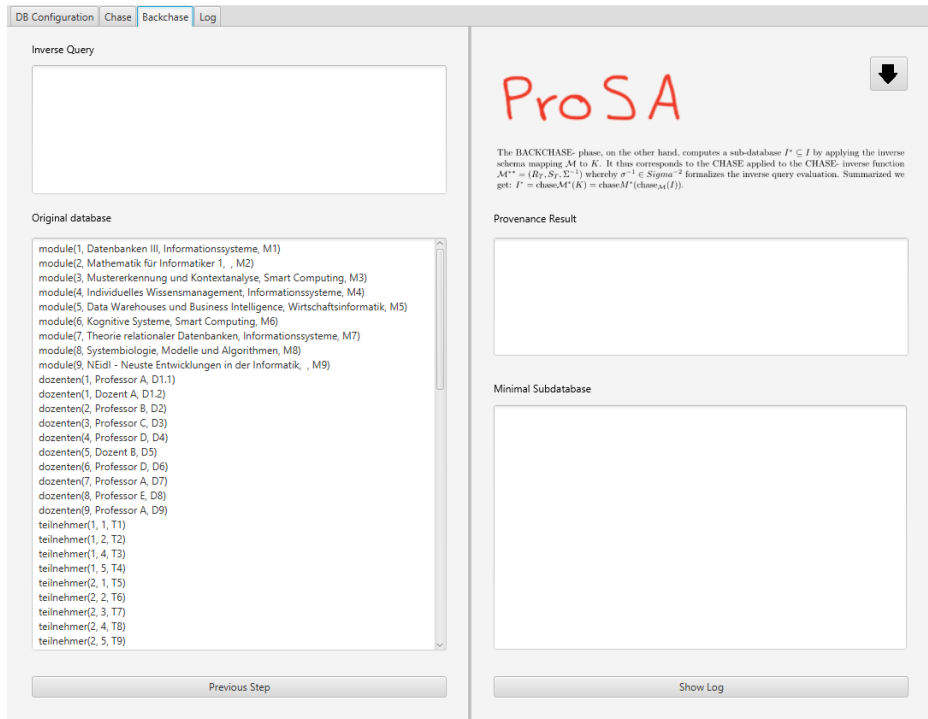 DB Configuration Chase Backchase Log
Inverse Query
Original database
module(1, Datenbanken III, Informationssysteme, M1)
module(2, Mathematik für Informatiker 1, , M2)
module(3, Mustererkennung und Kontextanalyse, Smart Computing, M3)
module(4, Individuelles Wissensmanagement, Informationssysteme, M4)
module(5, Data Warehouses und Business Intelligence, Wirtschaftsinformatik, M5)
module(6, Kognitive Systeme, Smart Computing, M6)
module(7, Theorie relationaler Datenbanken, Informationssysteme, M7)
module(8, Systembiologie, Modelle und Algorithmen, M8)
module(9, NEidI - Neuste Entwicklungen in der Informatik, , M9)
dozenten(1, Professor A, D1.1)
dozenten(1, Dozent A, D1.2)
dozenten(2, Professor B, D2)
dozenten(3, Professor C, D3)
dozenten(4, Professor D, D4)
dozenten(5, Dozent B, D5)
dozenten(6, Professor D, D6)
dozenten(7, Professor A, D7)
dozenten(8, Professor E, D8)
dozenten(9, Professor A, D9)
teilnehmer(1, 1, T1)
teilnehmer(1, 2, T2)
teilnehmer(1, 4, T3)
teilnehmer(1, 5, T4)
teilnehmer(2, 1, T5)
teilnehmer(2, 2, T6)
teilnehmer(2, 3, T7)
teilnehmer(2, 4, T8)
teilnehmer(2, 5, T9)
Previous Step
ProSA
The BACKCHASE- phase, on the other hand, computes a sub-database I* ⊆ I by applying the inverse
schema mapping M to K. It thus corresponds to the CHASE applied to the CHASE- inverse function
M** = (R_T, S_T, Σ⁻¹) whereby σ⁻¹ ∈ Sigma⁻² formalizes the inverse query evaluation. Summarized we
get: I* = chaseM*(K) = chaseM*(chase_M(I)).
Provenance Result
Minimal Subdatabase
Show Log